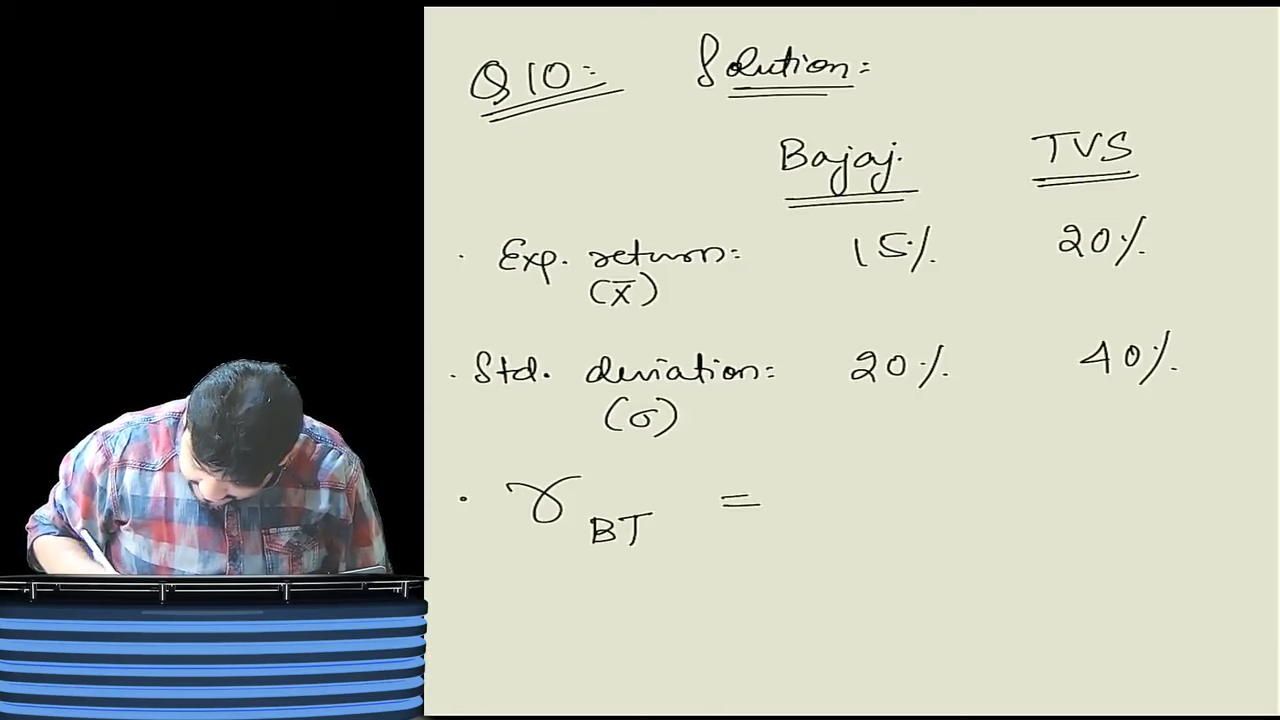 Q10:- Solution:
Bajaj. TVS
· Exp. return: 15% 20%
(x̄)
· Std. deviation: 20% 40%
(σ)
· r BT =